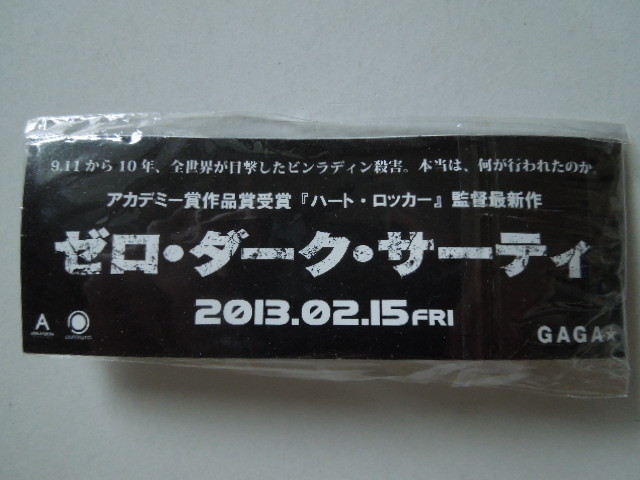 9.11から10年、全世界が目撃したビンラディン殺害。本当は、何が行われたのか
アカデミー賞作品賞受賞『ハート・ロッカー』監督最新作
ゼロ・ダーク・サーティ
2013.02.15 FRI
A
GAGA★